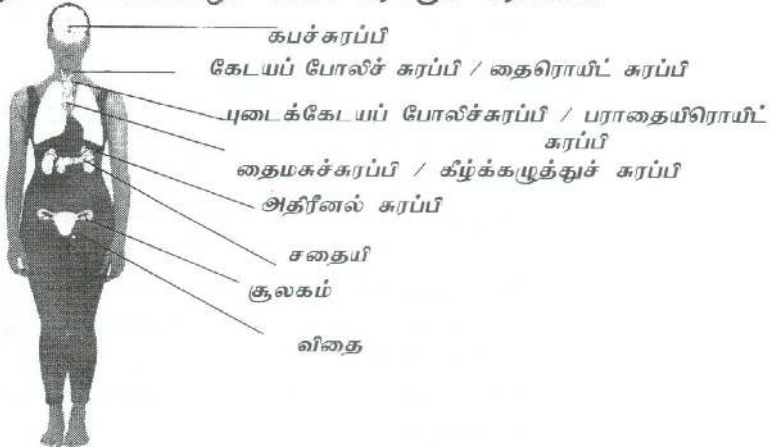 கபச்சுரப்பி
கேடயப் போலிச் சுரப்பி / தைரொயிட் சுரப்பி
புடைக்கேடயப் போலிச்சுரப்பி / பராதையிரொயிட்
சுரப்பி
தைமசுச்சுரப்பி / கீழ்க்கழுத்துச் சுரப்பி
அதிரீனல் சுரப்பி
சதையி
சூலகம்
விதை